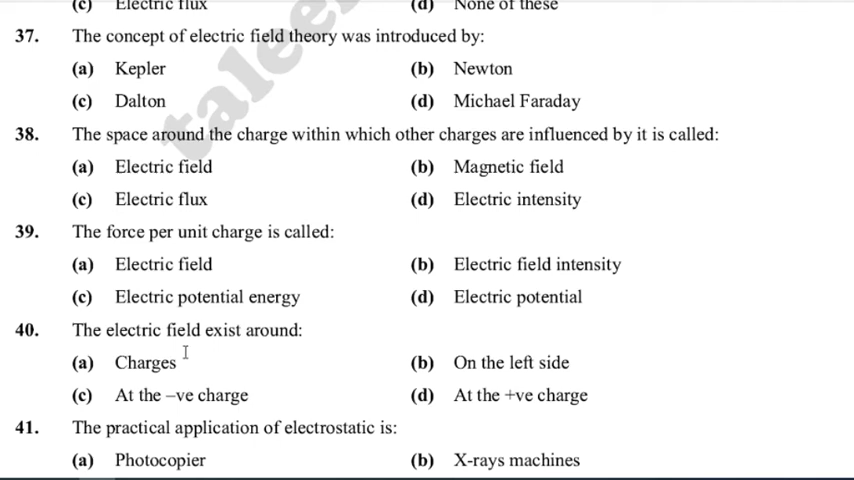 (c) Electric flux (d) None of these
37. The concept of electric field theory was introduced by:
(a) Kepler (b) Newton
(c) Dalton (d) Michael Faraday
38. The space around the charge within which other charges are influenced by it is called:
(a) Electric field (b) Magnetic field
(c) Electric flux (d) Electric intensity
39. The force per unit charge is called:
(a) Electric field (b) Electric field intensity
(c) Electric potential energy (d) Electric potential
40. The electric field exist around:
(a) Charges (b) On the left side
(c) At the –ve charge (d) At the +ve charge
41. The practical application of electrostatic is:
(a) Photocopier (b) X-rays machines